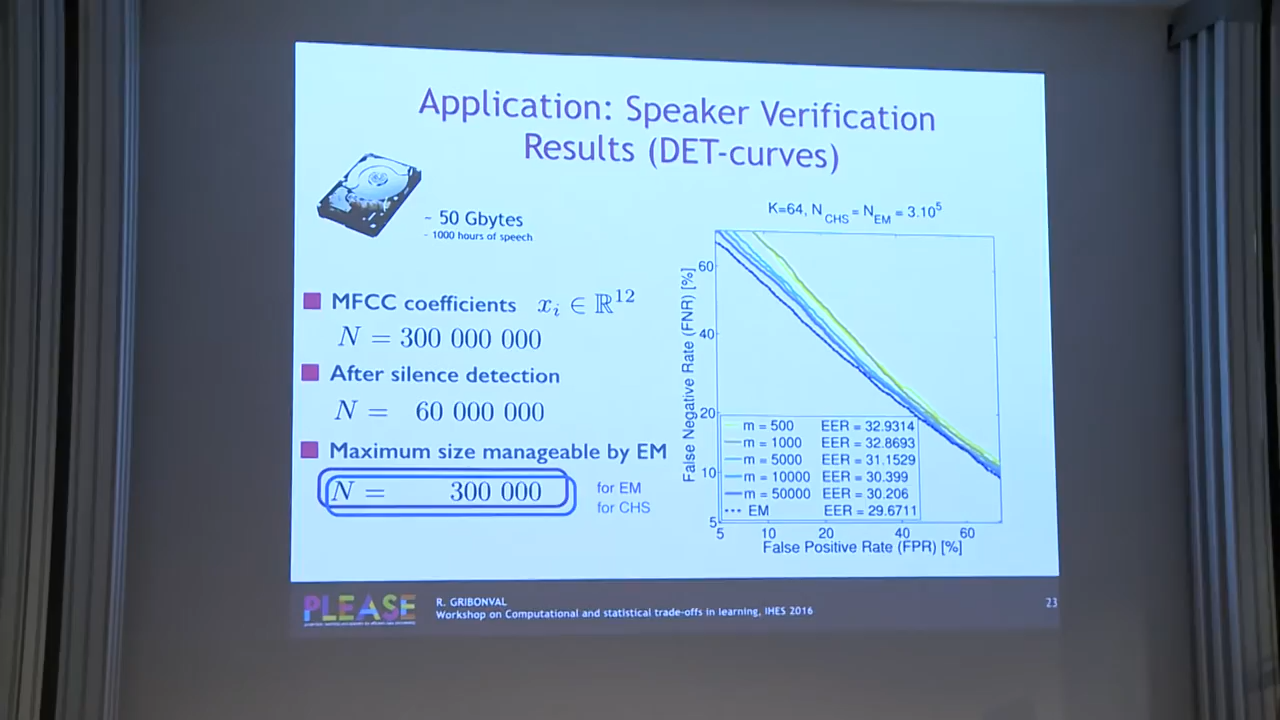 Application: Speaker Verification
Results (DET-curves)
~ 50 Gbytes
~ 1000 hours of speech
MFCC coefficients xᵢ ∈ ℝ¹²
N = 300 000 000
After silence detection
N = 60 000 000
Maximum size manageable by EM
N = 300 000
for EM
for CHS
K=64, N_CHS = N_EM = 3.10⁵
False Negative Rate (FNR) [%]
60
40
20
10
5
m = 500 EER = 32.9314
m = 1000 EER = 32.8693
m = 5000 EER = 31.1529
m = 10000 EER = 30.399
m = 50000 EER = 30.206
EM EER = 29.6711
5 10 20 40 60
False Positive Rate (FPR) [%]
PLEASE
R. GRIBONVAL
Workshop on Computational and statistical trade-offs in learning, IHES 2016
23